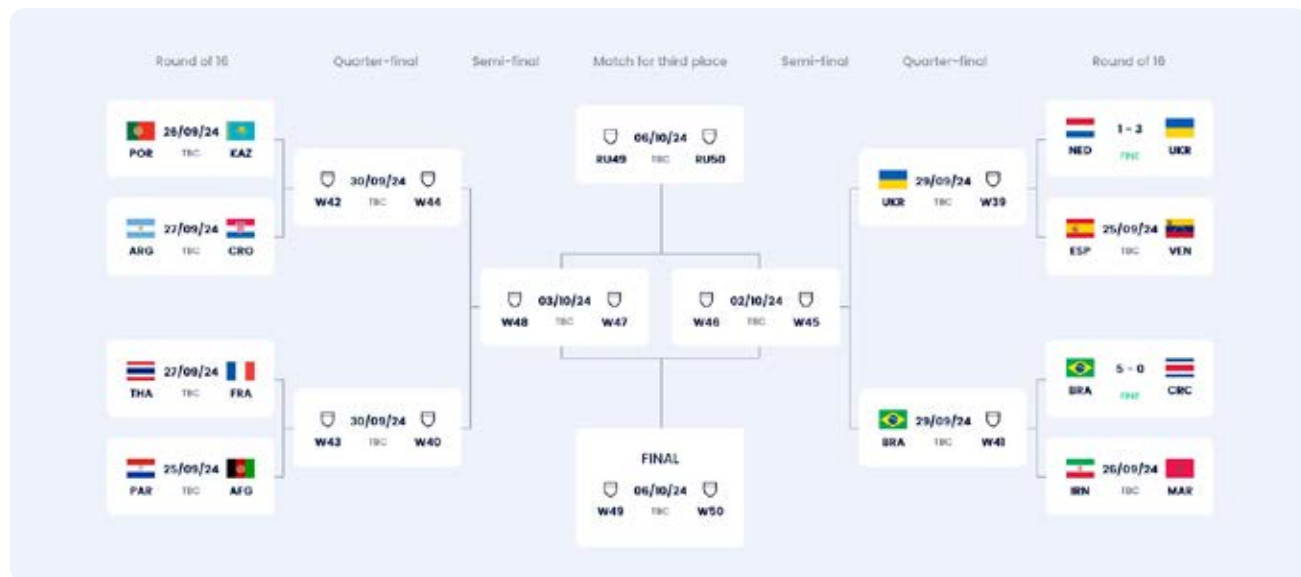 Round of 16 Quarter-final Semi-final Match for third place Semi-final Quarter-final Round of 16
26/09/24
POR TBC KAZ
27/09/24
ARG TBC CRO
27/09/24
THA TBC FRA
25/09/24
PAR TBC AFG
30/09/24
W42 TBC W44
30/09/24
W43 TBC W40
03/10/24
W48 TBC W47
06/10/24
RU49 TBC RU50
FINAL
06/10/24
W49 TBC W50
02/10/24
W46 TBC W45
29/09/24
UKR TBC W39
29/09/24
BRA TBC W41
1 - 3
NED FINE UKR
25/09/24
ESP TBC VEN
5 - 0
BRA FINE CRC
26/09/24
IRN TBC MAR